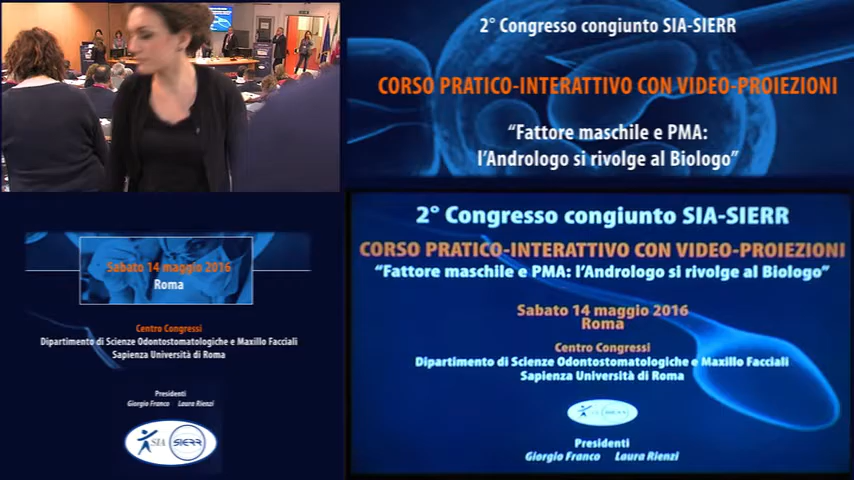 2° Congresso congiunto SIA-SIERR
CORSO PRATICO-INTERATTIVO CON VIDEO-PROIEZIONI
“Fattore maschile e PMA:
l’Andrologo si rivolge al Biologo”
Sabato 14 maggio 2016
Roma
Centro Congressi
Dipartimento di Scienze Odontostomatologiche e Maxillo Facciali
Sapienza Università di Roma
Presidenti
Giorgio Franco Laura Rienzi
SIA SIERR
2° Congresso congiunto SIA-SIERR
CORSO PRATICO-INTERATTIVO CON VIDEO-PROIEZIONI
“Fattore maschile e PMA: l’Andrologo si rivolge al Biologo”
Sabato 14 maggio 2016
Roma
Centro Congressi
Dipartimento di Scienze Odontostomatologiche e Maxillo Facciali
Sapienza Università di Roma
SIA SIERR
Presidenti
Giorgio Franco Laura Rienzi